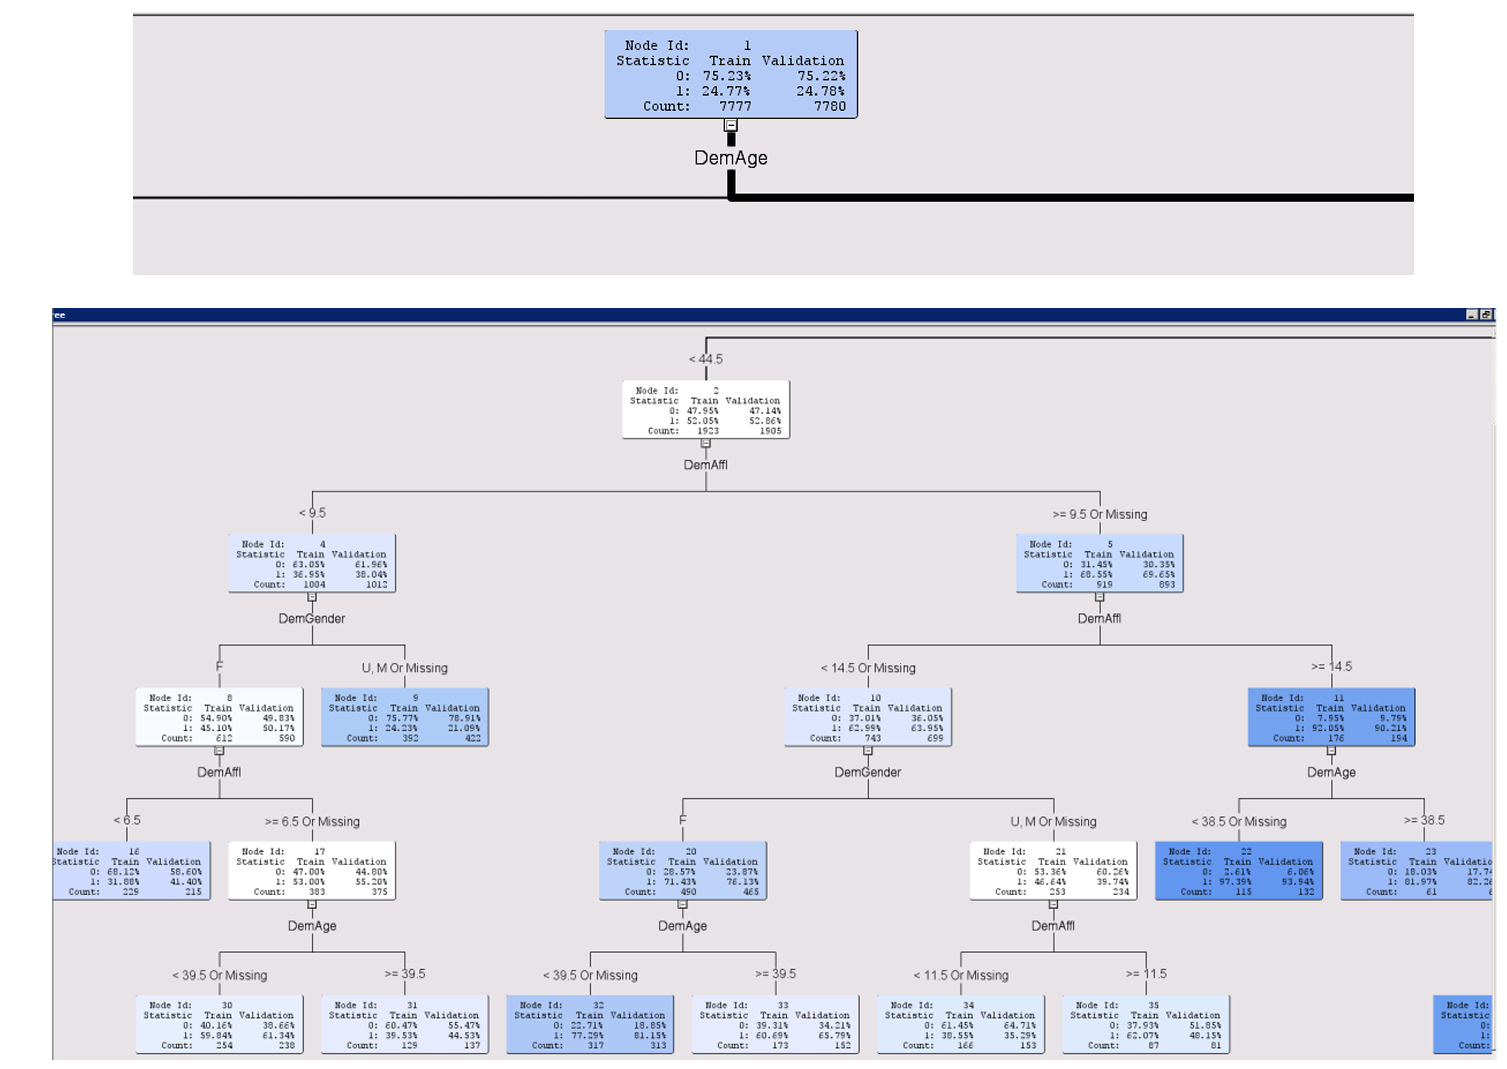 Node Id: 1
Statistic Train Validation
0: 75.23% 75.22%
1: 24.77% 24.78%
Count: 7777 7780
DemAge
ee
< 44.5
Node Id: 2
Statistic Train Validation
0: 47.95% 47.14%
1: 52.05% 52.86%
Count: 1923 1905
DemAffl
< 9.5
>= 9.5 Or Missing
Node Id: 4
Statistic Train Validation
0: 63.05% 61.96%
1: 36.95% 38.04%
Count: 1004 1012
Node Id: 5
Statistic Train Validation
0: 31.45% 30.35%
1: 68.55% 69.65%
Count: 919 893
DemGender
DemAffl
F
U, M Or Missing
< 14.5 Or Missing
>= 14.5
Node Id: 8
Statistic Train Validation
0: 54.90% 49.83%
1: 45.10% 50.17%
Count: 612 590
Node Id: 9
Statistic Train Validation
0: 75.77% 78.91%
1: 24.23% 21.09%
Count: 392 422
Node Id: 10
Statistic Train Validation
0: 37.01% 36.05%
1: 62.99% 63.95%
Count: 743 699
Node Id: 11
Statistic Train Validation
0: 7.95% 9.79%
1: 92.05% 90.21%
Count: 176 194
DemAffl
DemGender
DemAge
< 6.5
>= 6.5 Or Missing
F
U, M Or Missing
< 38.5 Or Missing
>= 38.5
Node Id: 16
Statistic Train Validation
0: 68.12% 58.60%
1: 31.88% 41.40%
Count: 229 215
Node Id: 17
Statistic Train Validation
0: 47.00% 44.80%
1: 53.00% 55.20%
Count: 383 375
Node Id: 20
Statistic Train Validation
0: 28.57% 23.87%
1: 71.43% 76.13%
Count: 490 465
Node Id: 21
Statistic Train Validation
0: 53.36% 60.26%
1: 46.64% 39.74%
Count: 253 234
Node Id: 22
Statistic Train Validation
0: 2.61% 6.06%
1: 97.39% 93.94%
Count: 115 132
Node Id: 23
Statistic Train Validatio
0: 18.03% 17.74
1: 81.97% 82.26
Count: 61 6
DemAge
DemAge
DemAffl
< 39.5 Or Missing
>= 39.5
< 39.5 Or Missing
>= 39.5
< 11.5 Or Missing
>= 11.5
Node Id: 30
Statistic Train Validation
0: 40.16% 38.66%
1: 59.84% 61.34%
Count: 254 238
Node Id: 31
Statistic Train Validation
0: 60.47% 55.47%
1: 39.53% 44.53%
Count: 129 137
Node Id: 32
Statistic Train Validation
0: 22.71% 18.85%
1: 77.29% 81.15%
Count: 317 313
Node Id: 33
Statistic Train Validation
0: 39.31% 34.21%
1: 60.69% 65.79%
Count: 173 152
Node Id: 34
Statistic Train Validation
0: 61.45% 64.71%
1: 38.55% 35.29%
Count: 166 153
Node Id: 35
Statistic Train Validation
0: 37.93% 51.85%
1: 62.07% 48.15%
Count: 87 81
Node Id:
Statistic
0:
1:
Count: